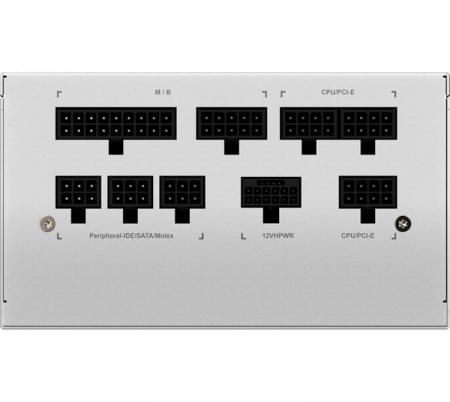 M / B
CPU/PCI-E
Peripheral-IDE/SATA/Molex
12VHPWR
CPU/PCI-E